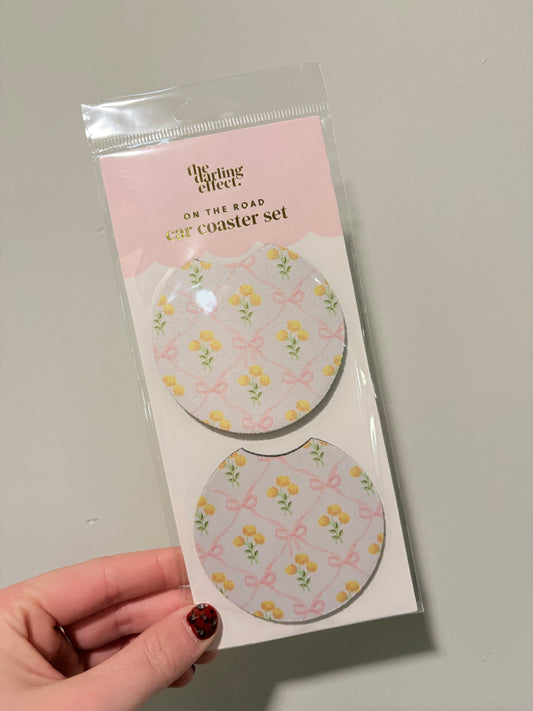 the
darling
effect.
ON THE ROAD
car coaster set